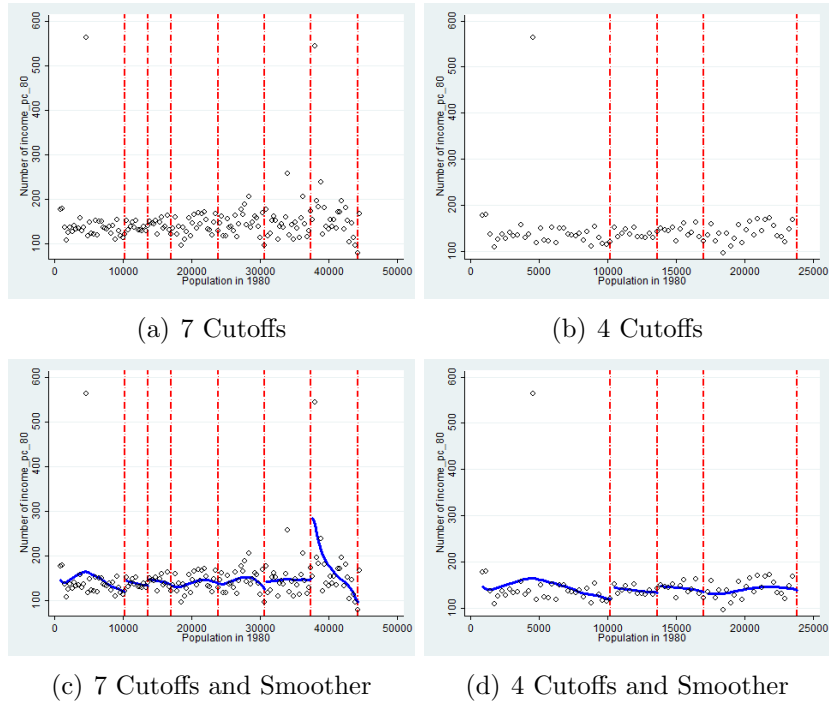 600
500
400
300
200
100
Number of income_pc_80
0 10000 20000 30000 40000 50000
Population in 1980
(a) 7 Cutoffs
600
500
400
300
200
100
Number of income_pc_80
0 5000 10000 15000 20000 25000
Population in 1980
(b) 4 Cutoffs
600
500
400
300
200
100
Number of income_pc_80
0 10000 20000 30000 40000 50000
Population in 1980
(c) 7 Cutoffs and Smoother
600
500
400
300
200
100
Number of income_pc_80
0 5000 10000 15000 20000 25000
Population in 1980
(d) 4 Cutoffs and Smoother